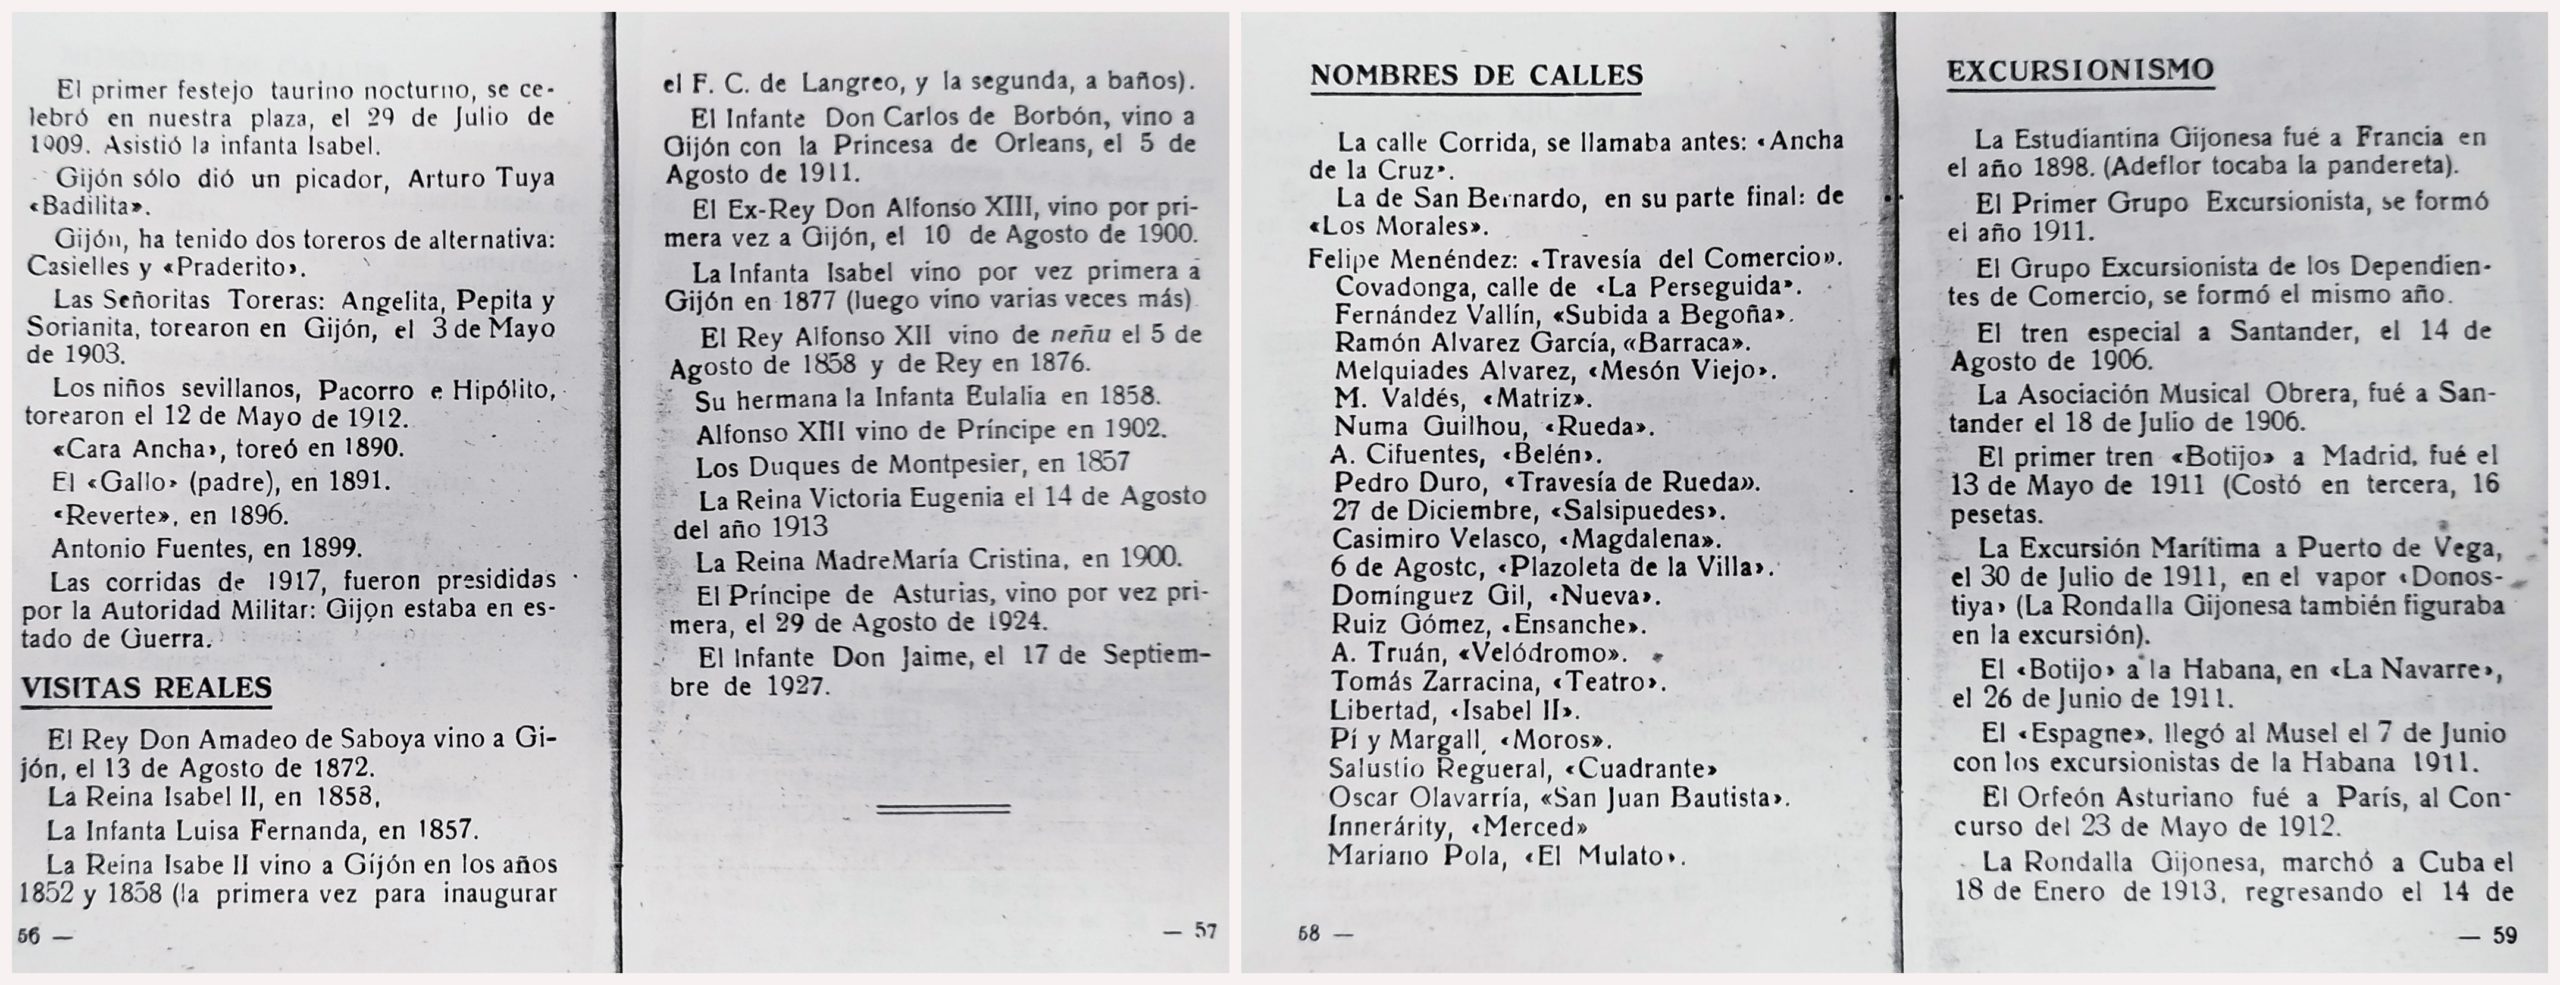 El primer festejo taurino nocturno, se ce-
lebró en nuestra plaza, el 29 de Julio de
1909. Asistió la infanta Isabel.
Gijón sólo dió un picador, Arturo Tuya
«Badilita».
Gijón, ha tenido dos toreros de alternativa:
Casielles y «Praderito».
Las Señoritas Toreras: Angelita, Pepita y
Sorianita, torearon en Gijón, el 3 de Mayo
de 1903.
Los niños sevillanos, Pacorro e Hipólito,
torearon el 12 de Mayo de 1912.
«Cara Ancha», toreó en 1890.
El «Gallo» (padre), en 1891.
«Reverte», en 1896.
Antonio Fuentes, en 1899.
Las corridas de 1917, fueron presididas
por la Autoridad Militar: Gijon estaba en es-
tado de Guerra.
VISITAS REALES
El Rey Don Amadeo de Saboya vino a Gi-
jón, el 13 de Agosto de 1872.
La Reina Isabel II, en 1858,
La Infanta Luisa Fernanda, en 1857.
La Reina Isabe II vino a Gijón en los años
1852 y 1858 (la primera vez para inaugurar
56 —
el F. C. de Langreo, y la segunda, a baños).
El Infante Don Carlos de Borbón, vino a
Gijón con la Princesa de Orleans, el 5 de
Agosto de 1911.
El Ex-Rey Don Alfonso XIII, vino por pri-
mera vez a Gijón, el 10 de Agosto de 1900.
La Infanta Isabel vino por vez primera a
Gijón en 1877 (luego vino varias veces más)
El Rey Alfonso XII vino de neñu el 5 de
Agosto de 1858 y de Rey en 1876.
Su hermana la Infanta Eulalia en 1858.
Alfonso XIII vino de Príncipe en 1902.
Los Duques de Montpesier, en 1857
La Reina Victoria Eugenia el 14 de Agosto
del año 1913
La Reina Madre María Cristina, en 1900.
El Príncipe de Asturias, vino por vez pri-
mera, el 29 de Agosto de 1924.
El Infante Don Jaime, el 17 de Septiem-
bre de 1927.
— 57
NOMBRES DE CALLES
La calle Corrida, se llamaba antes: «Ancha
de la Cruz».
La de San Bernardo, en su parte final: de
«Los Morales».
Felipe Menéndez: «Travesía del Comercio».
Covadonga, calle de «La Perseguida».
Fernández Vallín, «Subida a Begoña».
Ramón Alvarez García, «Barraca».
Melquiades Alvarez, «Mesón Viejo».
M. Valdés, «Matriz».
Numa Guilhou, «Rueda».
A. Cifuentes, «Belén».
Pedro Duro, «Travesía de Rueda».
27 de Diciembre, «Salsipuedes».
Casimiro Velasco, «Magdalena».
6 de Agosto, «Plazoleta de la Villa».
Domínguez Gil, «Nueva».
Ruiz Gómez, «Ensanche».
A. Truán, «Velódromo».
Tomás Zarracina, «Teatro».
Libertad, «Isabel II».
Pí y Margall, «Moros».
Salustio Regueral, «Cuadrante»
Oscar Olavarría, «San Juan Bautista».
Innerárity, «Merced»
Mariano Pola, «El Mulato».
58 —
EXCURSIONISMO
La Estudiantina Gijonesa fué a Francia en
el año 1898. (Adeflor tocaba la pandereta).
El Primer Grupo Excursionista, se formó
el año 1911.
El Grupo Excursionista de los Dependien-
tes de Comercio, se formó el mismo año.
El tren especial a Santander, el 14 de
Agosto de 1906.
La Asociación Musical Obrera, fué a San-
tander el 18 de Julio de 1906.
El primer tren «Botijo» a Madrid, fué el
13 de Mayo de 1911 (Costó en tercera, 16
pesetas.
La Excursión Marítima a Puerto de Vega,
el 30 de Julio de 1911, en el vapor «Donos-
tiya» (La Rondalla Gijonesa también figuraba
en la excursión).
El «Botijo» a la Habana, en «La Navarre»,
el 26 de Junio de 1911.
El «Espagne», llegó al Musel el 7 de Junio
con los excursionistas de la Habana 1911.
El Orfeón Asturiano fué a París, al Con-
curso del 23 de Mayo de 1912.
La Rondalla Gijonesa, marchó a Cuba el
18 de Enero de 1913, regresando el 14 de
— 59